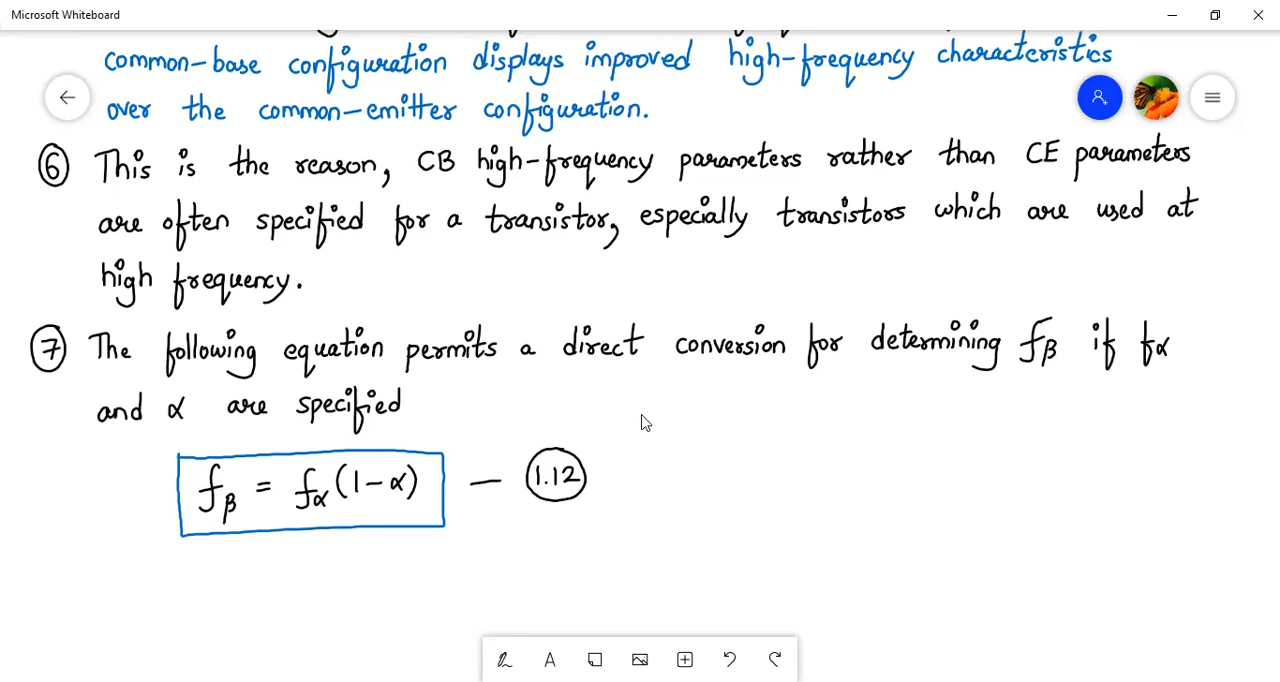 Microsoft Whiteboard
common-base configuration displays improved high-frequency characteristics
over the common-emitter configuration.
⑥ This is the reason, CB high-frequency parameters rather than CE parameters
are often specified for a transistor, especially transistors which are used at
high frequency.
⑦ The following equation permits a direct conversion for determining fβ if fα
and α are specified
fβ = fα(1-α) — 1.12
A